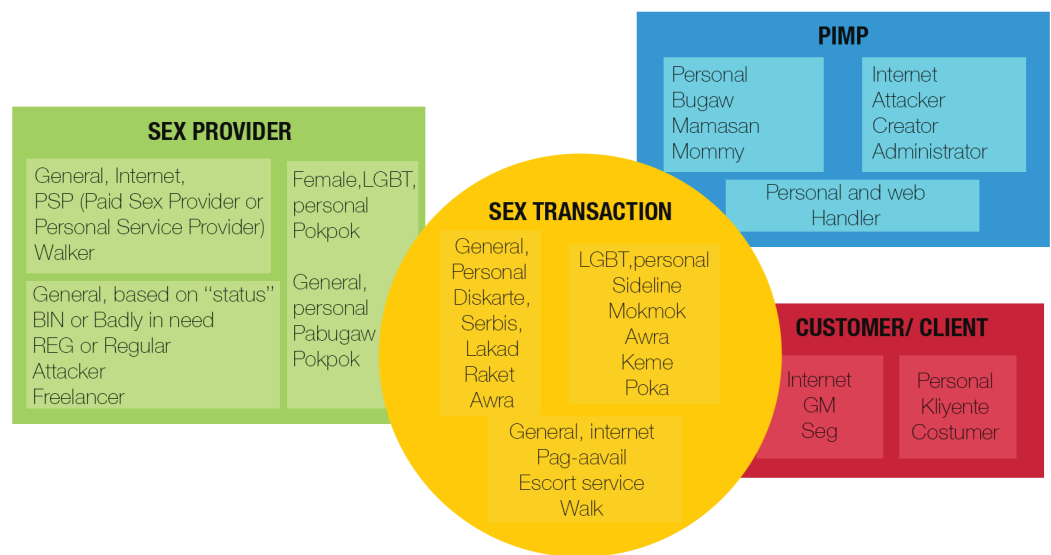 SEX PROVIDER
General, Internet,
PSP (Paid Sex Provider or
Personal Service Provider)
Walker
General, based on “status”
BIN or Badly in need
REG or Regular
Attacker
Freelancer
Female,LGBT,
personal
Pokpok
General,
personal
Pabugaw
Pokpok
SEX TRANSACTION
General,
Personal
Diskarte,
Serbis,
Lakad
Raket
Awra
LGBT,personal
Sideline
Mokmok
Awra
Keme
Poka
General, internet
Pag-aavail
Escort service
Walk
PIMP
Personal
Bugaw
Mamasan
Mommy
Internet
Attacker
Creator
Administrator
Personal and web
Handler
CUSTOMER/ CLIENT
Internet
GM
Seg
Personal
Kliyente
Costumer